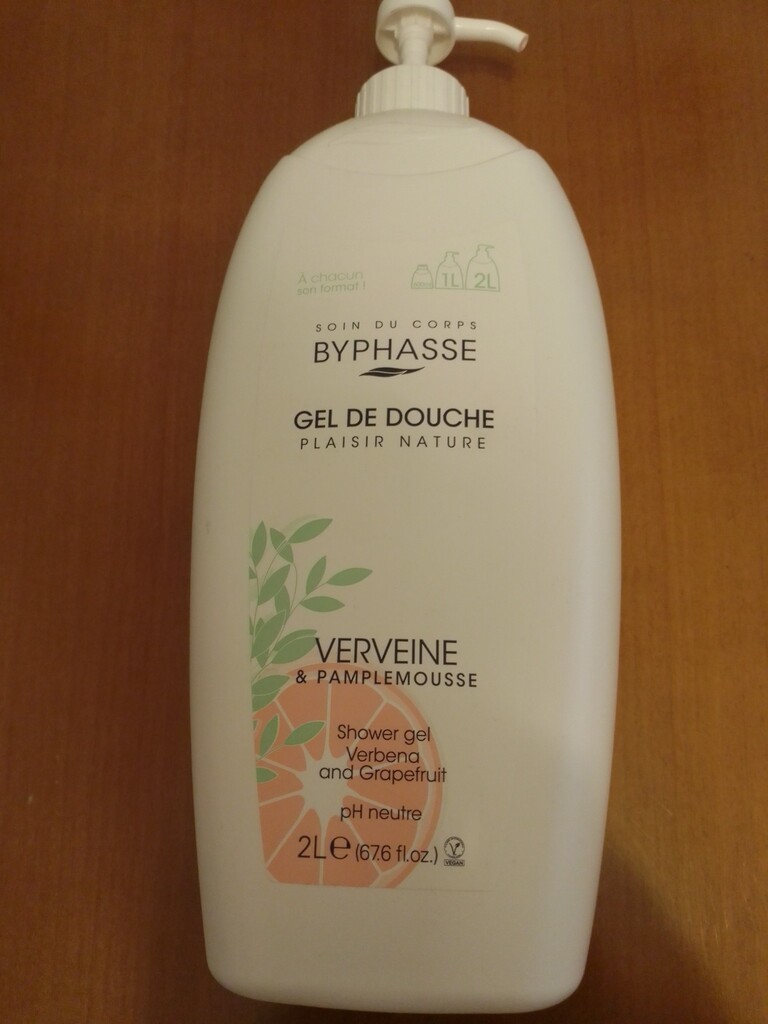 À chacun
son format !
1L 2L
SOIN DU CORPS
BYPHASSE
GEL DE DOUCHE
PLAISIR NATURE
VERVEINE
& PAMPLEMOUSSE
Shower gel
Verbena
and Grapefruit
pH neutre
2L e (67.6 fl.oz.)
VEGAN